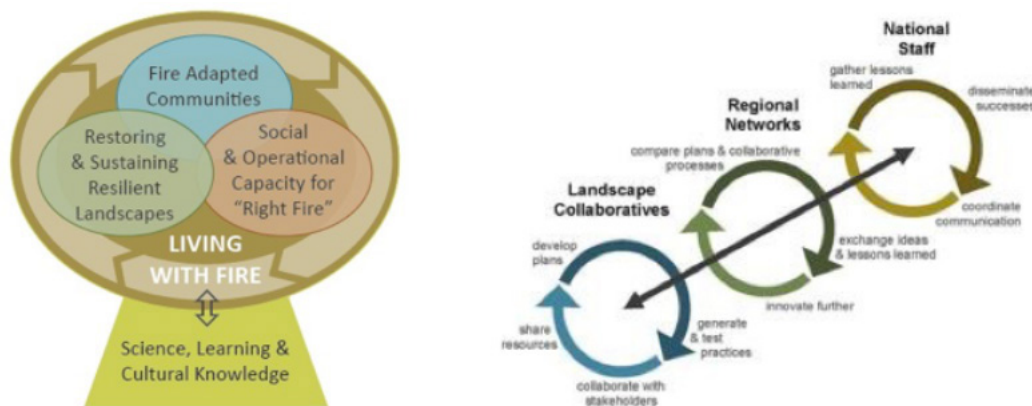 Fire Adapted
Communities
Restoring
& Sustaining
Resilient
Landscapes
Social
& Operational
Capacity for
“Right Fire”
LIVING
WITH FIRE
Science, Learning &
Cultural Knowledge
National
Staff
gather lessons
learned
disseminate
successes
coordinate
communication
Regional
Networks
compare plans & collaborative
processes
exchange ideas
& lessons learned
innovate further
Landscape
Collaboratives
develop
plans
share
resources
generate
& test
practices
collaborate with
stakeholders